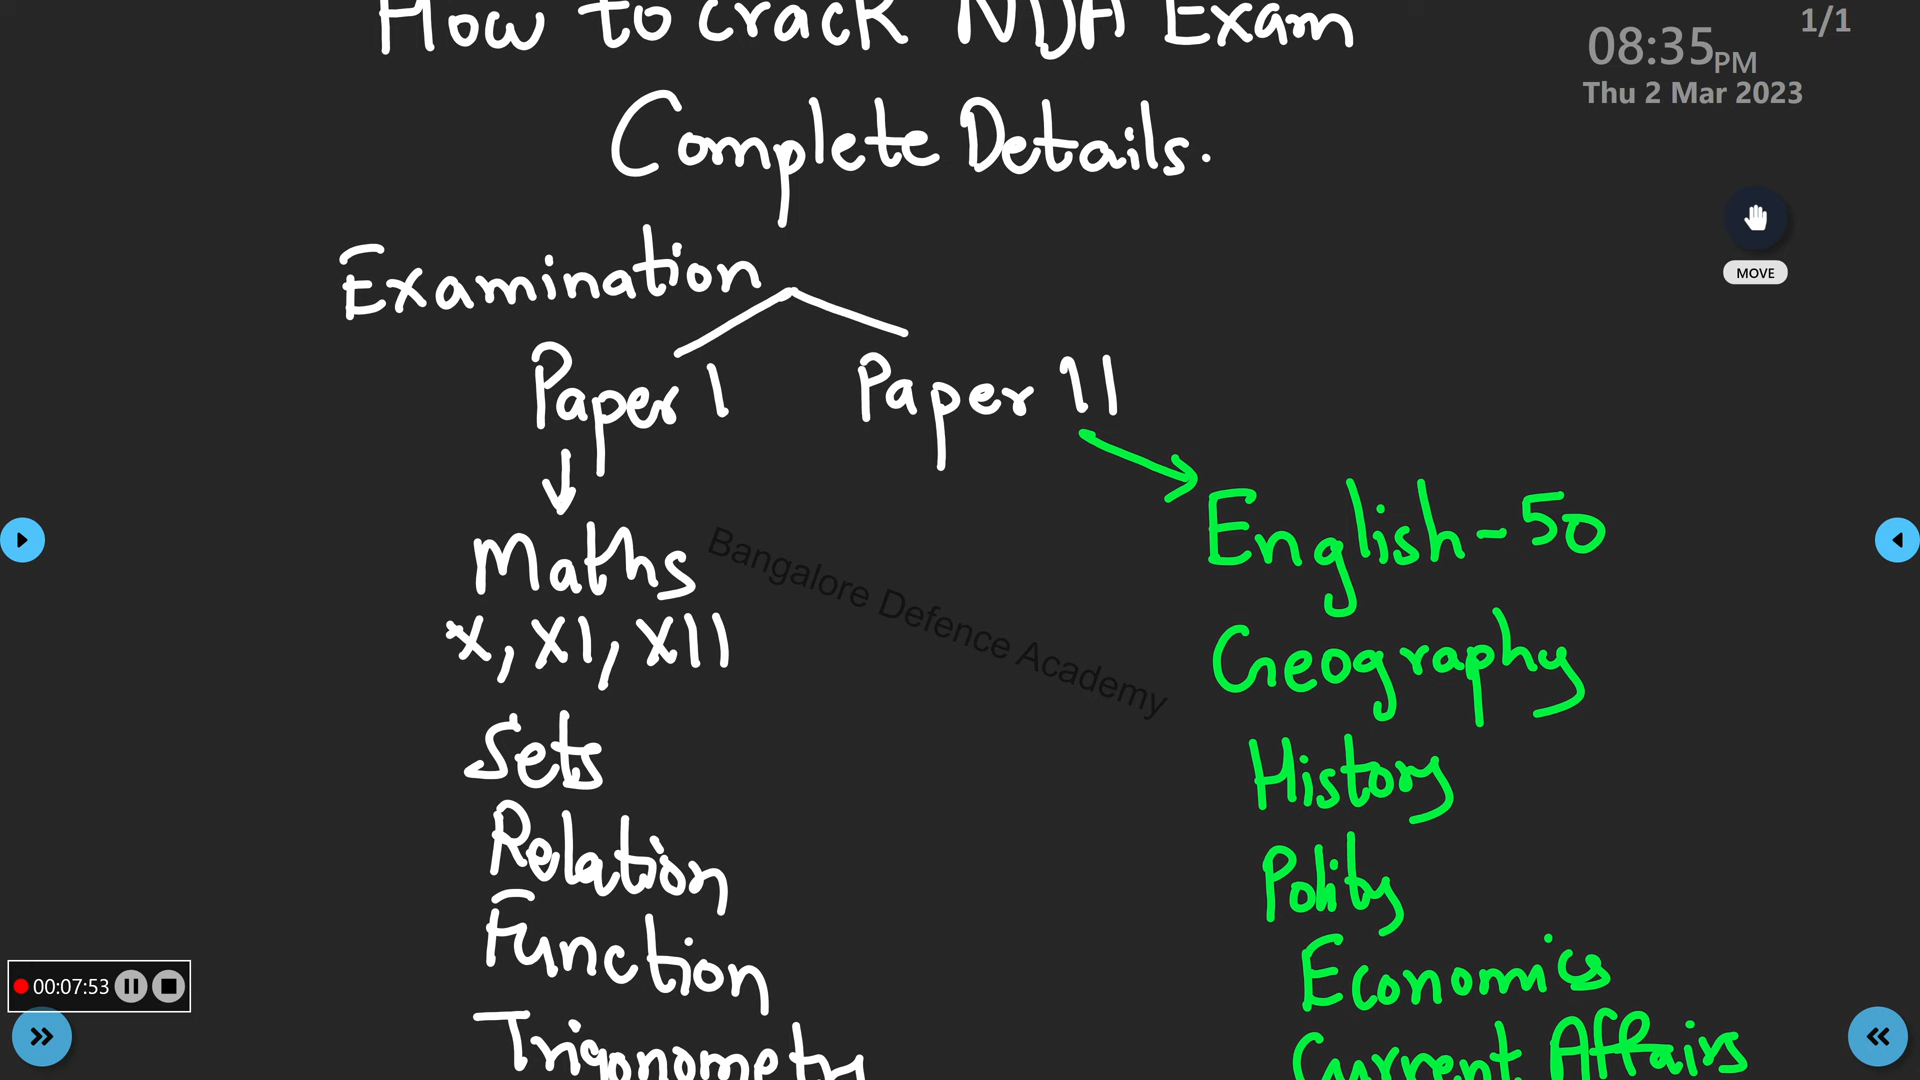 How to crack NDA Exam
1/1
08:35PM
Thu 2 Mar 2023
Complete Details.
MOVE
Examination
Paper I Paper II
Maths
X, XI, XII
Sets
Relation
Function
Trigonometry
English - 50
Geography
History
Polity
Economics
Current Affairs
Bangalore Defence Academy
00:07:53